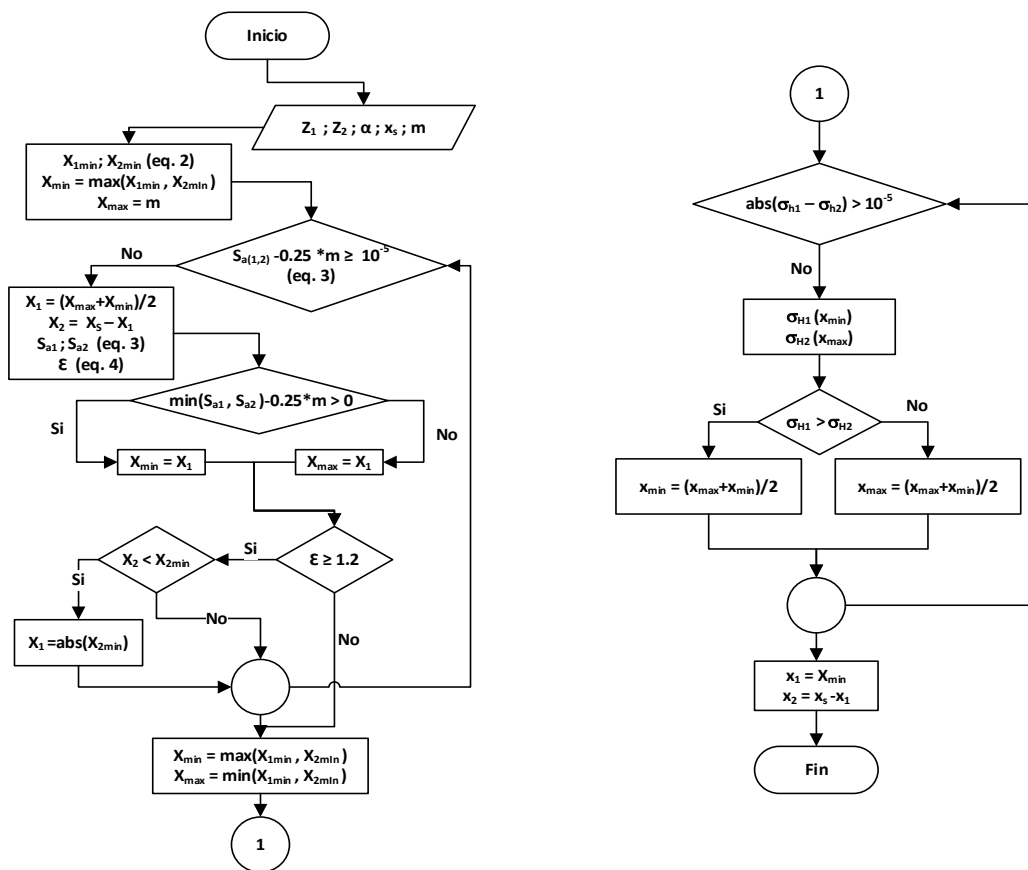 Inicio
Z₁ ; Z₂ ; α ; xₛ ; m
X₁ₘᵢₙ; X₂ₘᵢₙ (eq. 2)
Xₘᵢₙ = max(X₁ₘᵢₙ , X₂ₘIₙ)
Xₘₐₓ = m
Sₐ₍₁,₂₎ -0.25 *m ≥ 10⁻⁵
(eq. 3)
No
X₁ = (Xₘₐₓ+Xₘᵢₙ)/2
X₂ = Xₛ – X₁
Sₐ₁ ; Sₐ₂ (eq. 3)
Ɛ (eq. 4)
min(Sₐ₁ , Sₐ₂)-0.25*m > 0
Si
No
Xₘᵢₙ = X₁
Xₘₐₓ = X₁
X₂ < X₂ₘᵢₙ
Si
Ɛ ≥ 1.2
Si
No
No
X₁ =abs(X₂ₘᵢₙ)
Xₘᵢₙ = max(X₁ₘᵢₙ , X₂ₘIₙ)
Xₘₐₓ = min(X₁ₘᵢₙ , X₂ₘIₙ)
1
1
abs(σₕ₁ – σₕ₂) > 10⁻⁵
No
σH₁ (xₘᵢₙ)
σH₂ (xₘₐₓ)
Si
σH₁ > σH₂
No
xₘᵢₙ = (xₘₐₓ+xₘᵢₙ)/2
xₘₐₓ = (xₘₐₓ+xₘᵢₙ)/2
x₁ = Xₘᵢₙ
x₂ = xₛ -x₁
Fin